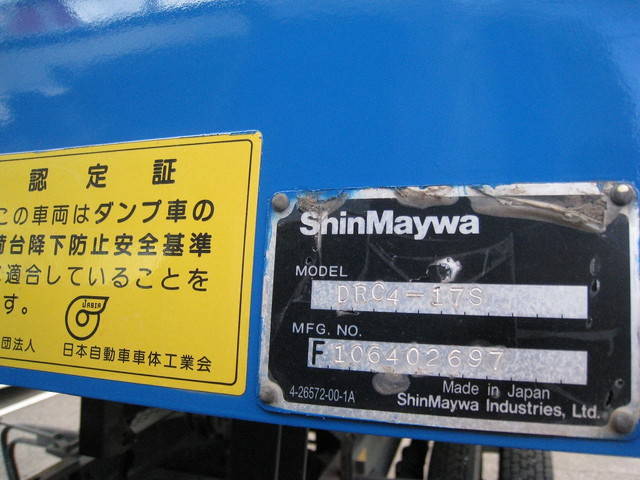 認定証
この車両はダンプ車の
荷台降下防止安全基準
に適合していることを
す。
JABIA
団法人 日本自動車車体工業会
ShinMaywa
MODEL
DRC4-17S
MFG. NO.
F 106402697
4-26572-00-1A
Made in Japan
ShinMaywa Industries, Ltd.